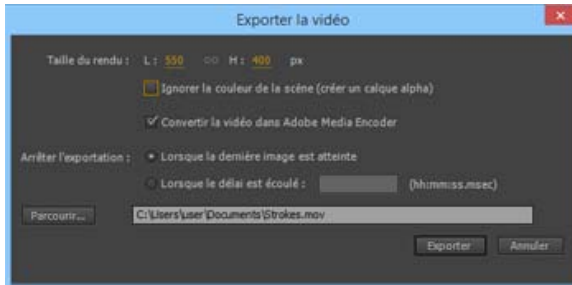 Exporter la vidéo
Taille du rendu : L : 550 H : 400 px
Ignorer la couleur de la scène (créer un calque alpha)
Convertir la vidéo dans Adobe Media Encoder
Arrêter l'exportation : Lorsque la dernière image est atteinte
Lorsque le délai est écoulé : (hh:mm:ss.msec)
Parcourir... C:\Users\user\Documents\Strokes.mov
Exporter Annuler